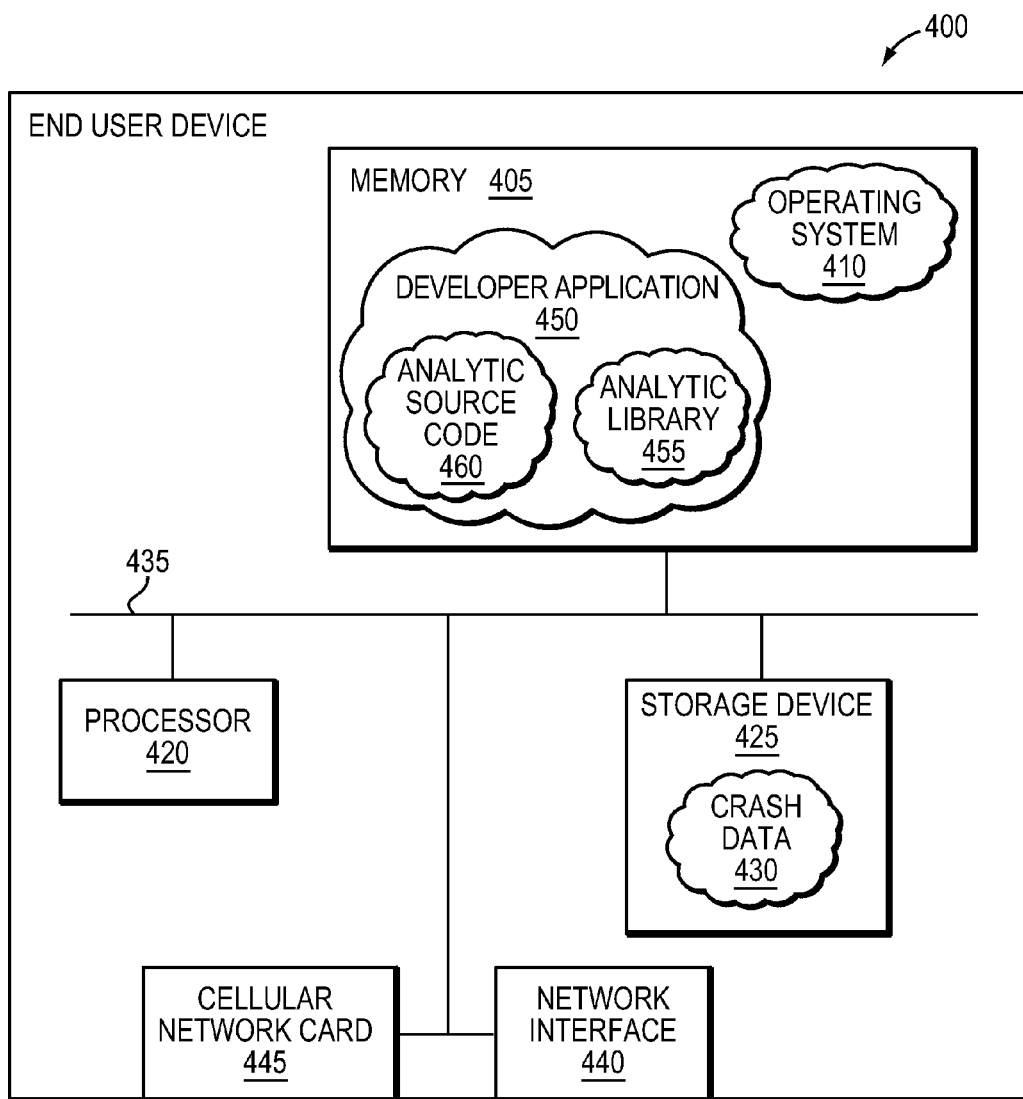 400
END USER DEVICE
MEMORY 405
OPERATING
SYSTEM
410
DEVELOPER APPLICATION
450
ANALYTIC
SOURCE
CODE
460
ANALYTIC
LIBRARY
455
435
PROCESSOR
420
STORAGE DEVICE
425
CRASH
DATA
430
CELLULAR
NETWORK CARD
445
NETWORK
INTERFACE
440